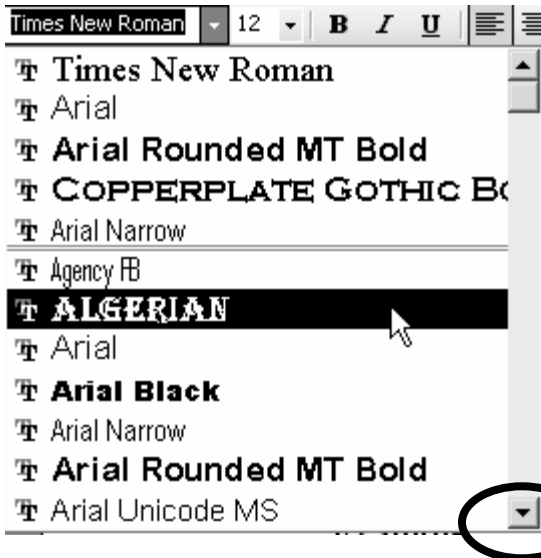 Times New Roman 12 B I U
Times New Roman
Arial
Arial Rounded MT Bold
COPPERPLATE GOTHIC
Arial Narrow
Agency FB
ALGERIAN
Arial
Arial Black
Arial Narrow
Arial Rounded MT Bold
Arial Unicode MS